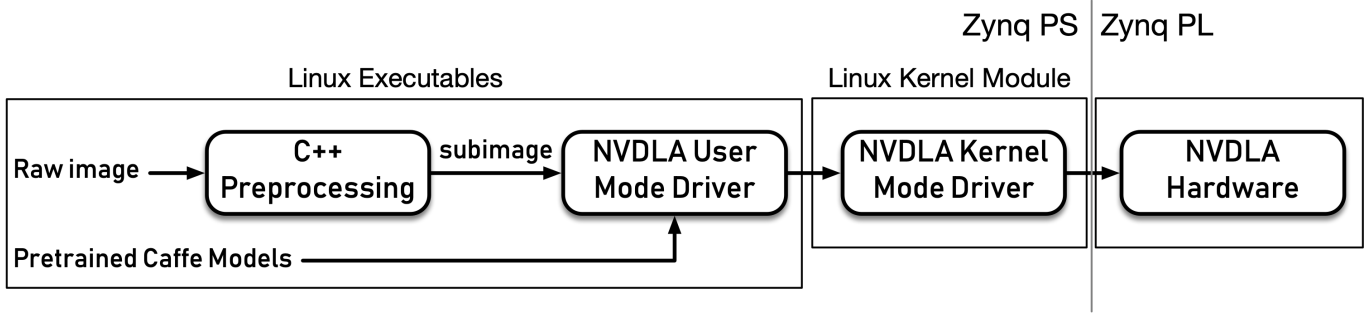 Zynq PS
Zynq PL
Linux Executables
Linux Kernel Module
Raw image
C++
Preprocessing
subimage
NVDLA User
Mode Driver
NVDLA Kernel
Mode Driver
NVDLA
Hardware
Pretrained Caffe Models